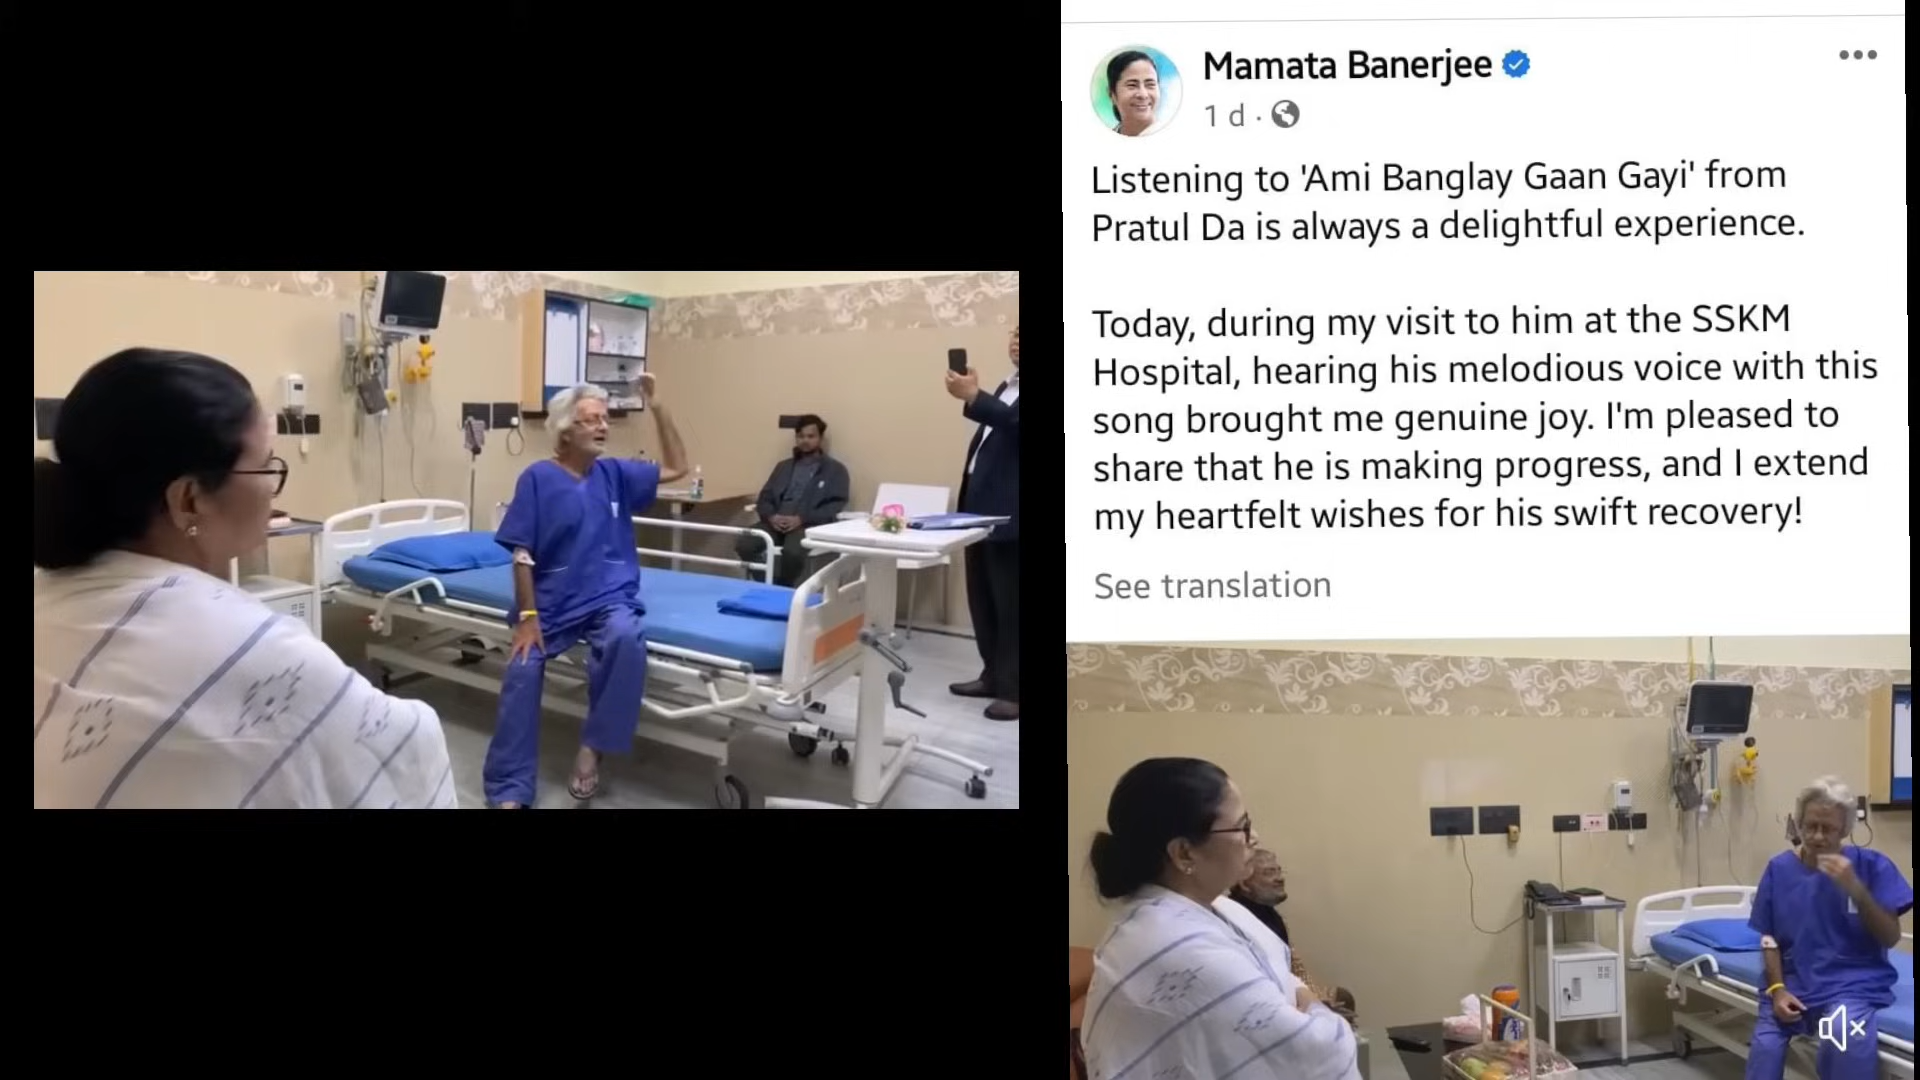 Mamata Banerjee
1 d ·
Listening to 'Ami Banglay Gaan Gayi' from
Pratul Da is always a delightful experience.
Today, during my visit to him at the SSKM
Hospital, hearing his melodious voice with this
song brought me genuine joy. I'm pleased to
share that he is making progress, and I extend
my heartfelt wishes for his swift recovery!
See translation